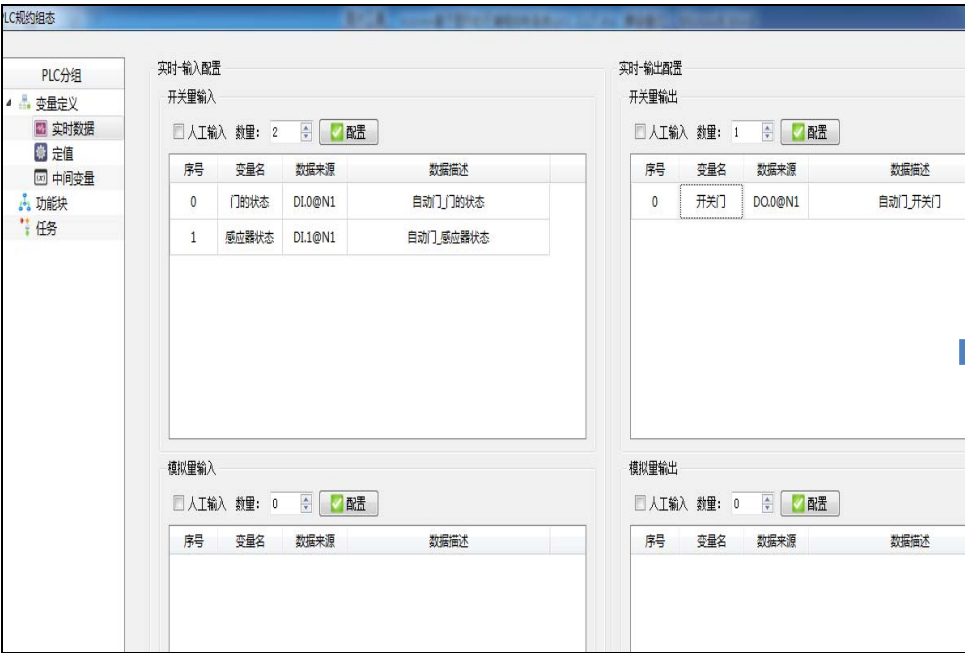 PLC规约组态
PLC分组
变量定义
实时数据
定值
中间变量
功能块
任务
实时-输入配置
开关量输入
人工输入 数量: 2 配置
序号 变量名 数据来源 数据描述
0 门的状态 DI.0@N1 自动门_门的状态
1 感应器状态 DI.1@N1 自动门_感应器状态
模拟量输入
人工输入 数量: 0 配置
序号 变量名 数据来源 数据描述
实时-输出配置
开关量输出
人工输入 数量: 1 配置
序号 变量名 数据来源 数据描述
0 开关门 DO.0@N1 自动门_开关门
模拟量输出
人工输入 数量: 0 配置
序号 变量名 数据来源 数据描述